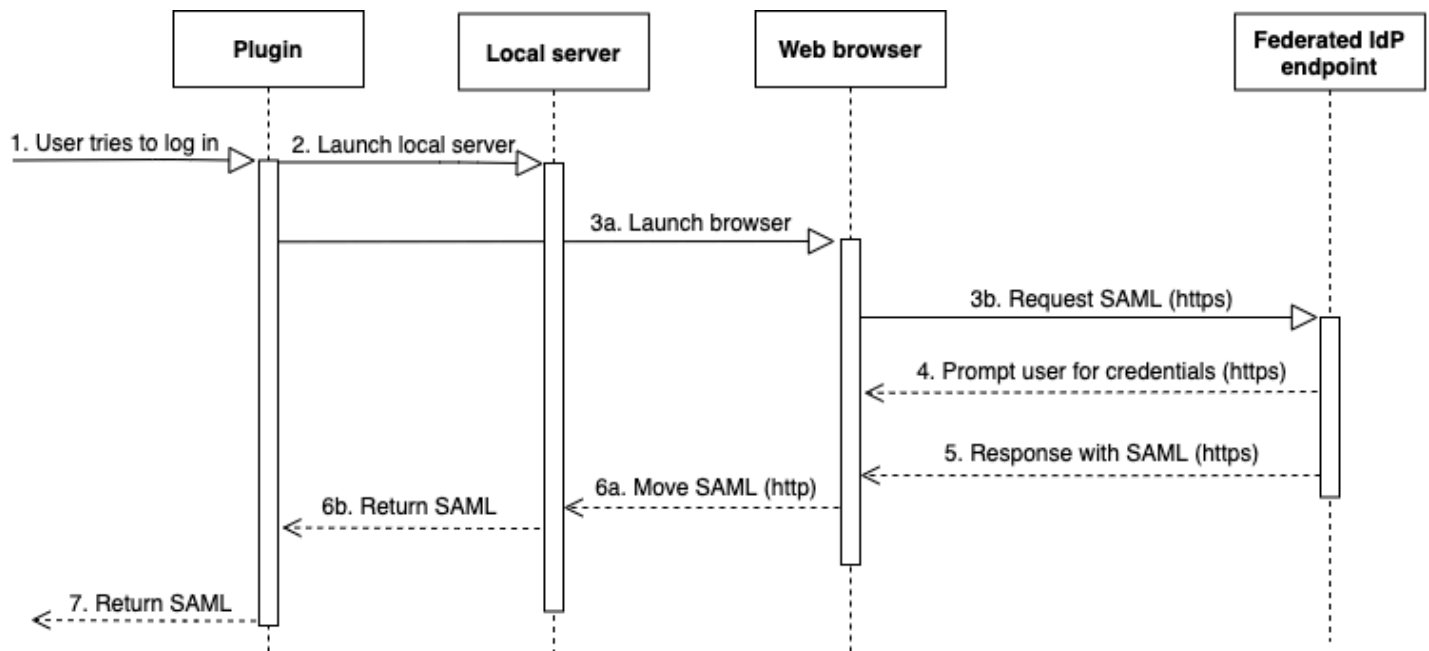 Plugin
Local server
Web browser
Federated IdP
endpoint
1. User tries to log in
2. Launch local server
3a. Launch browser
3b. Request SAML (https)
4. Prompt user for credentials (https)
5. Response with SAML (https)
6a. Move SAML (http)
6b. Return SAML
7. Return SAML